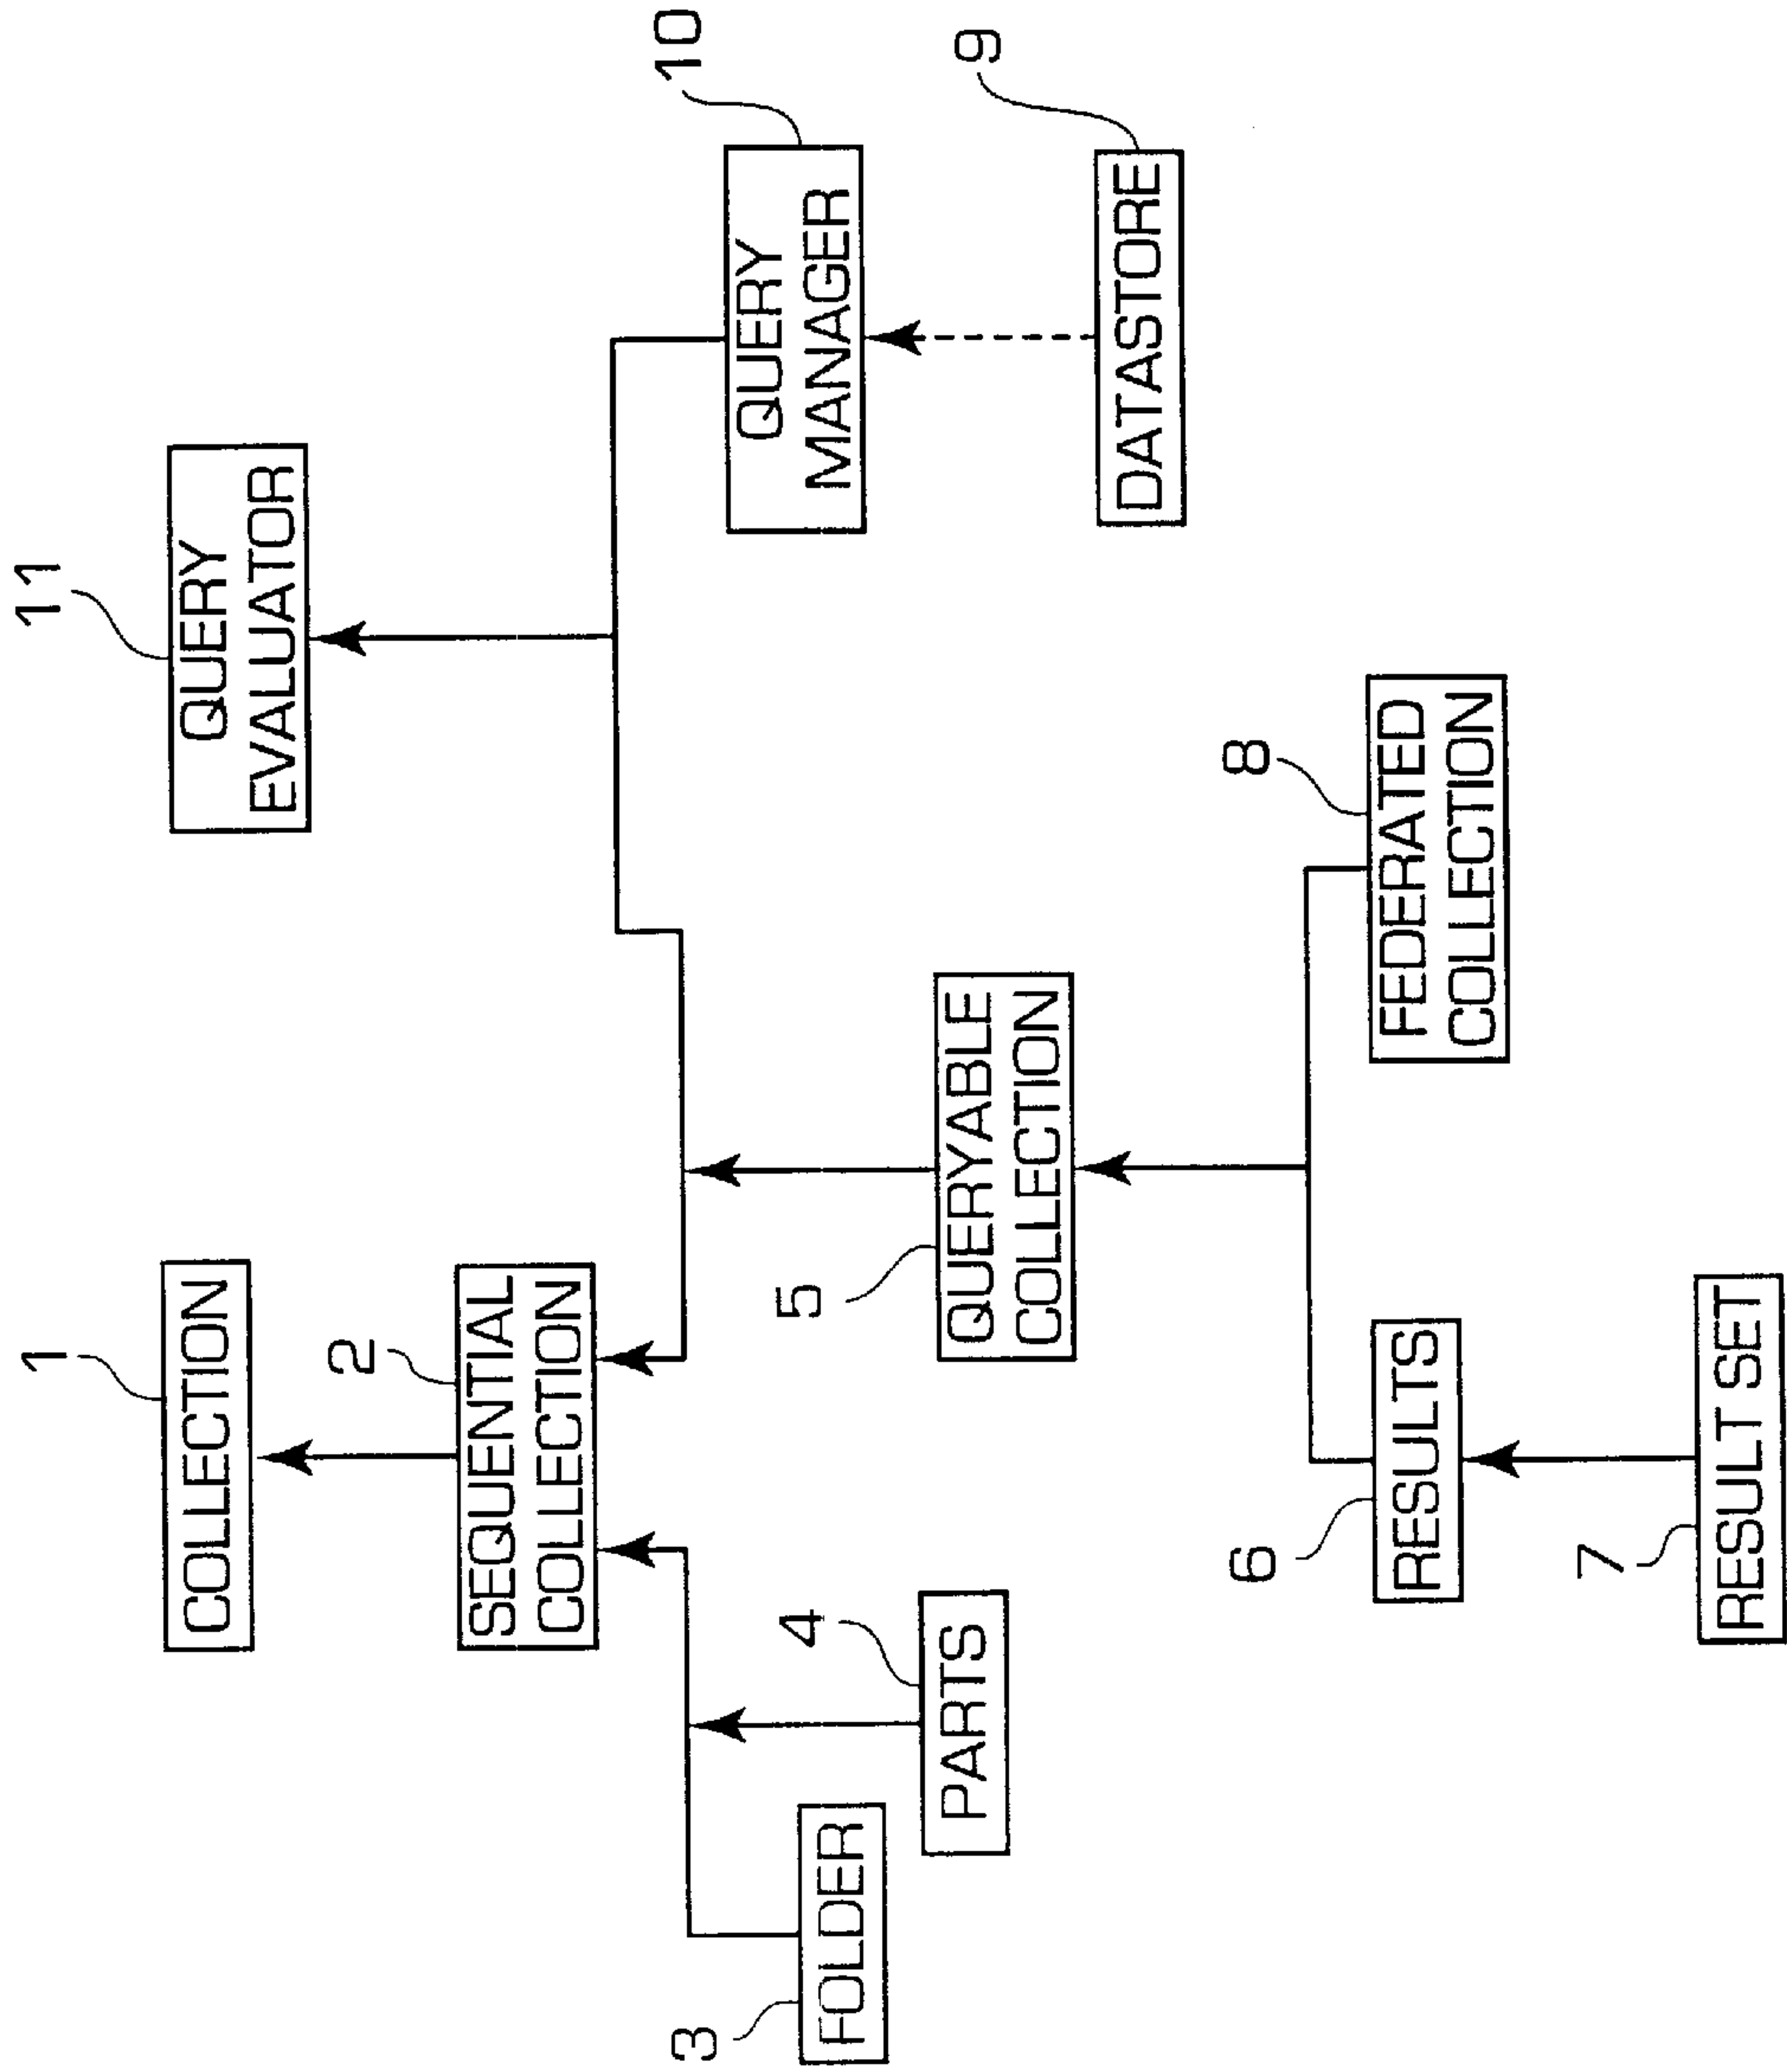 1
COLLECTION
2
SEQUENTIAL
COLLECTION
3
FOLDER
4
PARTS
5
QUERYABLE
COLLECTION
6
RESULTS
7
RESULT SET
8
FEDERATED
COLLECTION
9
DATASTORE
10
QUERY
MANAGER
11
QUERY
EVALUATOR